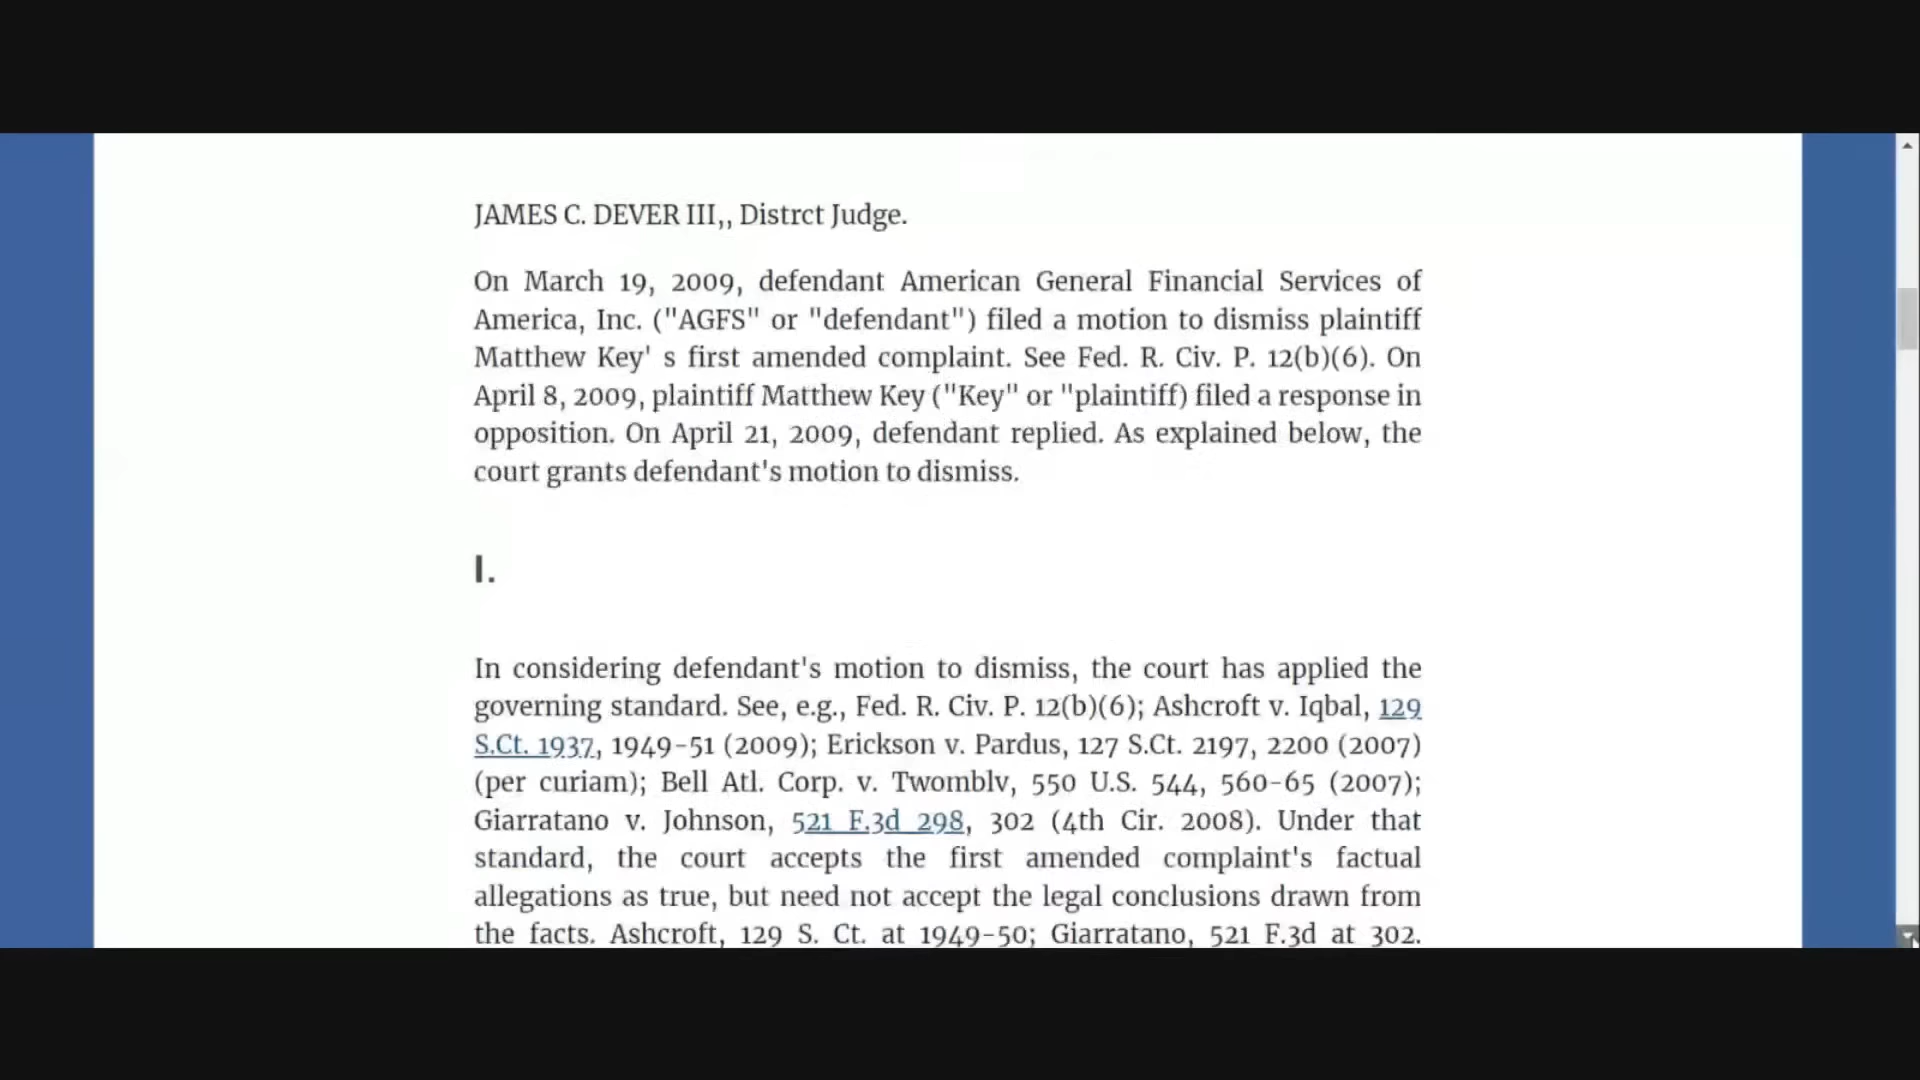 JAMES C. DEVER III,, Distrct Judge.
On March 19, 2009, defendant American General Financial Services of
America, Inc. ("AGFS" or "defendant") filed a motion to dismiss plaintiff
Matthew Key' s first amended complaint. See Fed. R. Civ. P. 12(b)(6). On
April 8, 2009, plaintiff Matthew Key ("Key" or "plaintiff) filed a response in
opposition. On April 21, 2009, defendant replied. As explained below, the
court grants defendant's motion to dismiss.
I.
In considering defendant's motion to dismiss, the court has applied the
governing standard. See, e.g., Fed. R. Civ. P. 12(b)(6); Ashcroft v. Iqbal, 129
S.Ct. 1937, 1949-51 (2009); Erickson v. Pardus, 127 S.Ct. 2197, 2200 (2007)
(per curiam); Bell Atl. Corp. v. Twomblv, 550 U.S. 544, 560-65 (2007);
Giarratano v. Johnson, 521 F.3d 298, 302 (4th Cir. 2008). Under that
standard, the court accepts the first amended complaint's factual
allegations as true, but need not accept the legal conclusions drawn from
the facts. Ashcroft, 129 S. Ct. at 1949-50; Giarratano, 521 F.3d at 302.